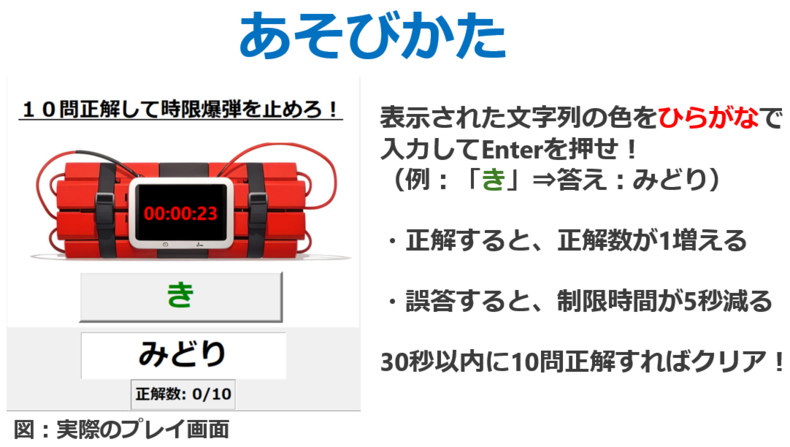 あそびかた
10問正解して時限爆弾を止めろ！
00:00:23
き
みどり
正解数: 0/10
図：実際のプレイ画面
表示された文字列の色をひらがなで
入力してEnterを押せ！
（例：「き」⇒答え：みどり）
・正解すると、正解数が1増える
・誤答すると、制限時間が5秒減る
30秒以内に10問正解すればクリア！